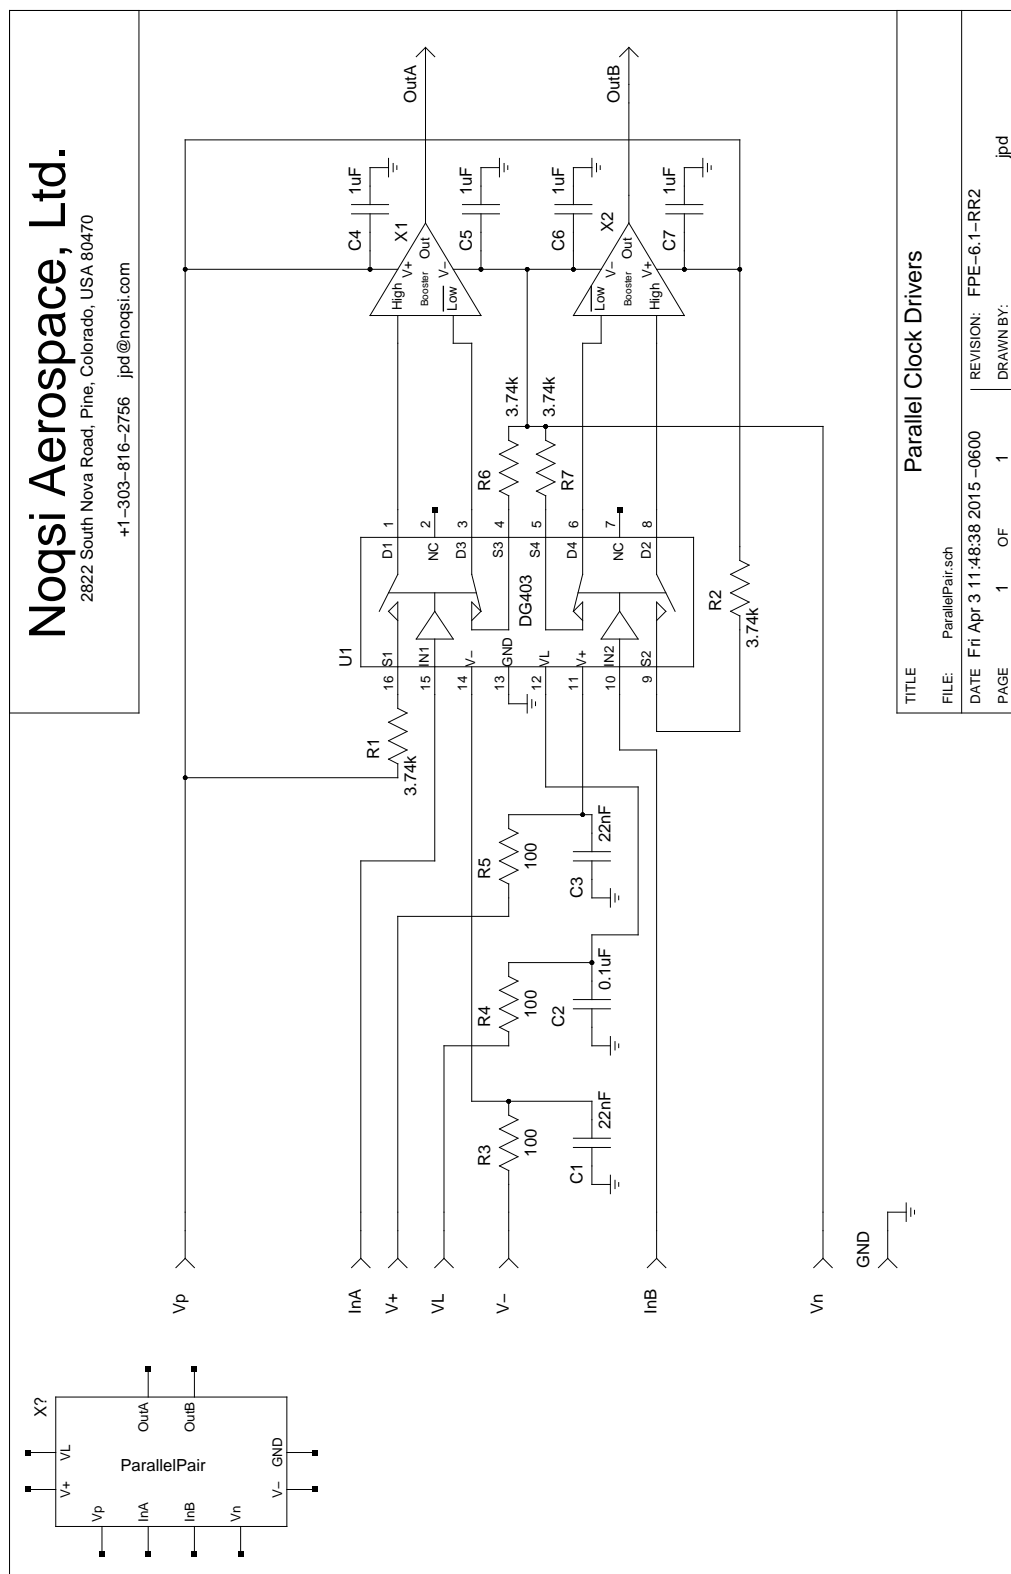 Noqsi Aerospace, Ltd.
2822 South Nova Road, Pine, Colorado, USA 80470
+1−303−816−2756 jpd@noqsi.com
X?
V+
VL
Vp
InA
InB
Vn
ParallelPair
OutA
OutB
V−
GND
Vp
InA
V+
VL
V−
InB
Vn
GND
R3
100
C1
22nF
R4
100
C2
0.1uF
R5
100
C3
22nF
R1
3.74k
U1
16
S1
15
IN1
14
V−
13
GND
12
VL
11
V+
10
IN2
9
S2
DG403
D1
1
NC
2
D3
3
S3
4
S4
5
D4
6
NC
7
D2
8
R2
3.74k
R6
3.74k
R7
3.74k
C4
1uF
X1
High
V+
Booster
Out
Low
V−
C5
1uF
C6
1uF
X2
Low
V−
Booster
Out
High
V+
C7
1uF
OutA
OutB
TITLE
Parallel Clock Drivers
FILE: ParallelPair.sch
REVISION: FPE−6.1−RR2
DATE Fri Apr 3 11:48:38 2015 −0600
PAGE 1 OF 1
DRAWN BY: jpd